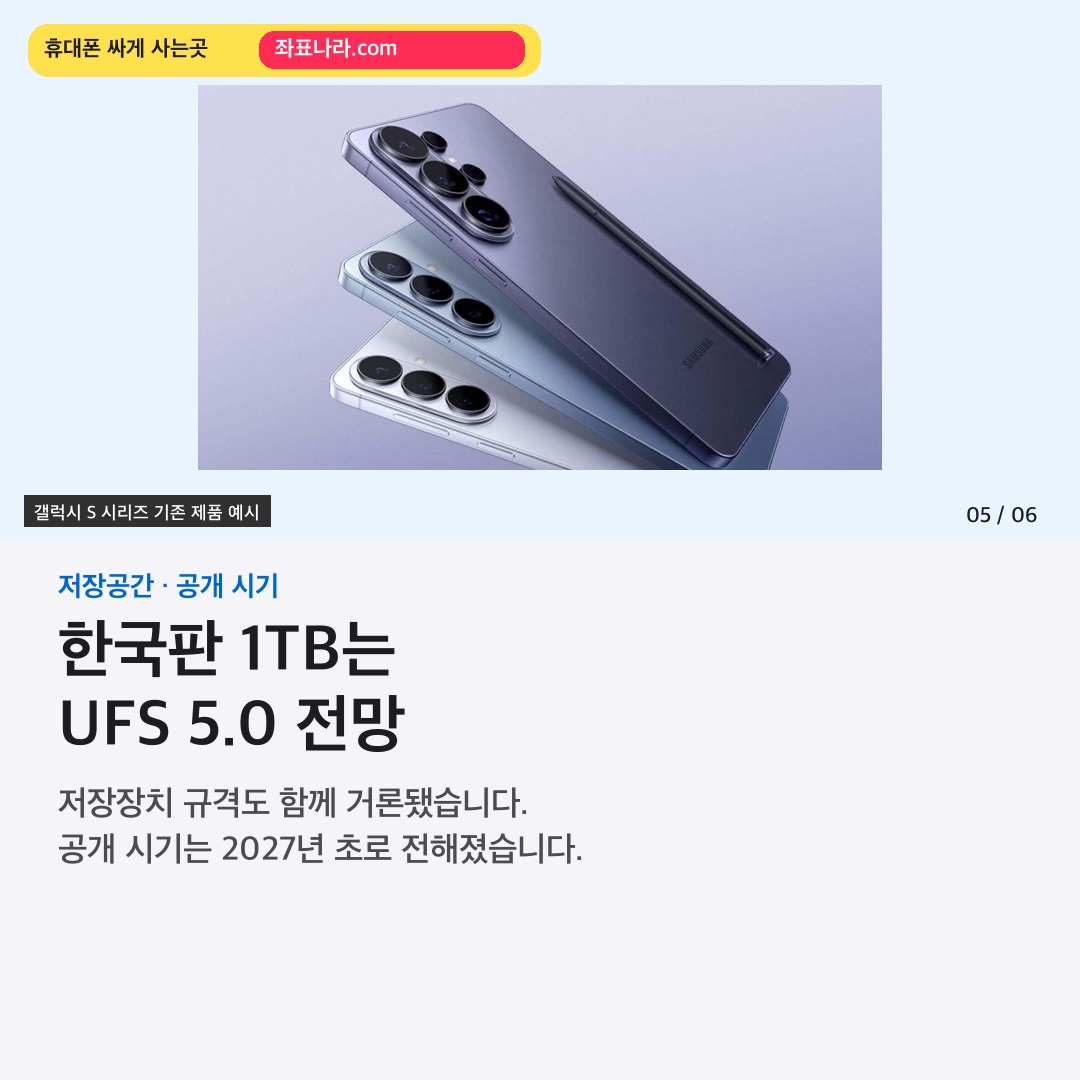 휴대폰 싸게 사는곳
좌표나라.com
SAMSUNG
갤럭시 S 시리즈 기존 제품 예시
05 / 06
저장공간 · 공개 시기
한국판 1TB는
UFS 5.0 전망
저장장치 규격도 함께 거론됐습니다.
공개 시기는 2027년 초로 전해졌습니다.